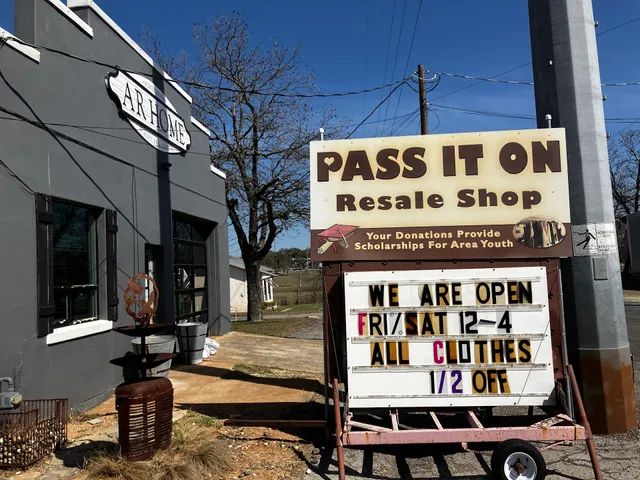 AR HOME
PASS IT ON
Resale Shop
Your Donations Provide
Scholarships For Area Youth
WE ARE OPEN
FRI/SAT 12-4
ALL CLOTHES
1/2 OFF